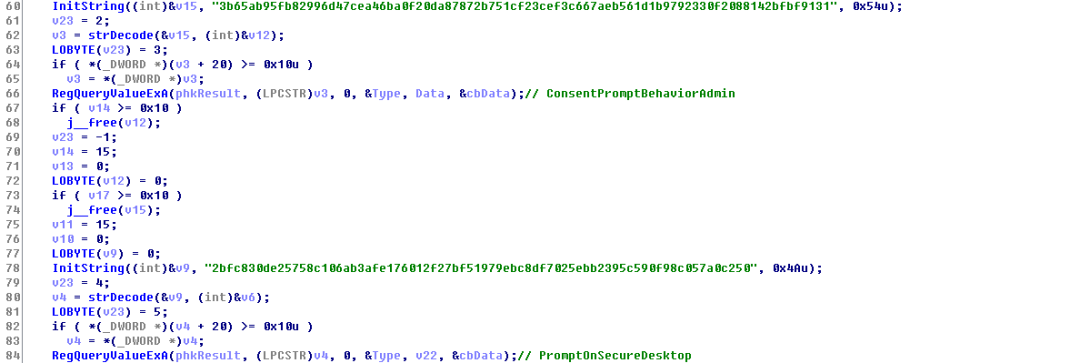 60 InitString((int)&v15, "3b65ab95fb82996d47cea46ba0f20da87872b751cf23cef3c667aeb561d1b9792330f2088142bfbf9131", 0x54u);
61 v23 = 2;
62 v3 = strDecode(&v15, (int)&v12);
63 LOBYTE(v23) = 3;
64 if ( *(_DWORD *)(v3 + 20) >= 0x10u )
65 v3 = *(_DWORD *)v3;
66 RegQueryValueExA(phkResult, (LPCSTR)v3, 0, &Type, Data, &cbData);// ConsentPromptBehaviorAdmin
67 if ( v14 >= 0x10 )
68 j__free(v12);
69 v23 = -1;
70 v14 = 15;
71 v13 = 0;
72 LOBYTE(v12) = 0;
73 if ( v17 >= 0x10 )
74 j__free(v15);
75 v11 = 15;
76 v10 = 0;
77 LOBYTE(v9) = 0;
78 InitString((int)&v9, "2bfc830de25758c106ab3afe176012f27bf51979ebc8df7025ebb2395c590f98c057a0c250", 0x4Au);
79 v23 = 4;
80 v4 = strDecode(&v9, (int)&v6);
81 LOBYTE(v23) = 5;
82 if ( *(_DWORD *)(v4 + 20) >= 0x10u )
83 v4 = *(_DWORD *)v4;
84 RegQueryValueExA(phkResult, (LPCSTR)v4, 0, &Type, v22, &cbData);// PromptOnSecureDesktop